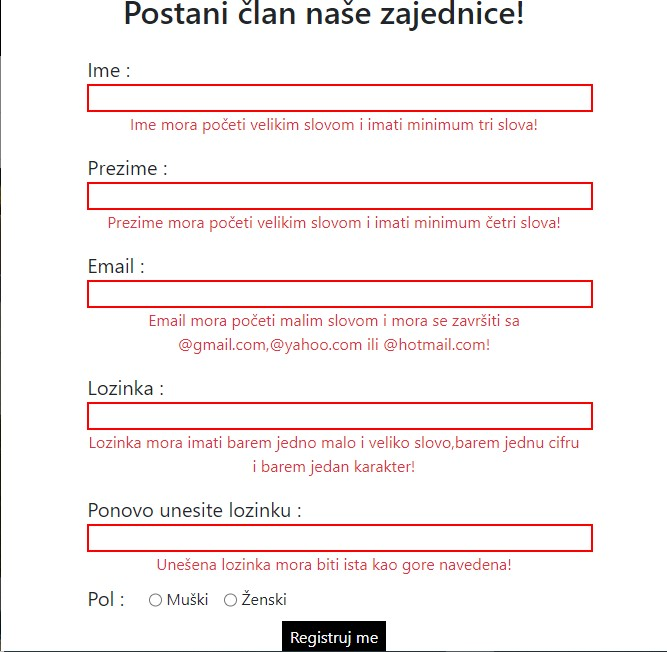 Postani član naše zajednice!
Ime :
Ime mora početi velikim slovom i imati minimum tri slova!
Prezime :
Prezime mora početi velikim slovom i imati minimum četri slova!
Email :
Email mora početi malim slovom i mora se završiti sa
@gmail.com,@yahoo.com ili @hotmail.com!
Lozinka :
Lozinka mora imati barem jedno malo i veliko slovo,barem jednu cifru
i barem jedan karakter!
Ponovo unesite lozinku :
Unešena lozinka mora biti ista kao gore navedena!
Pol : Muški Ženski
Registruj me